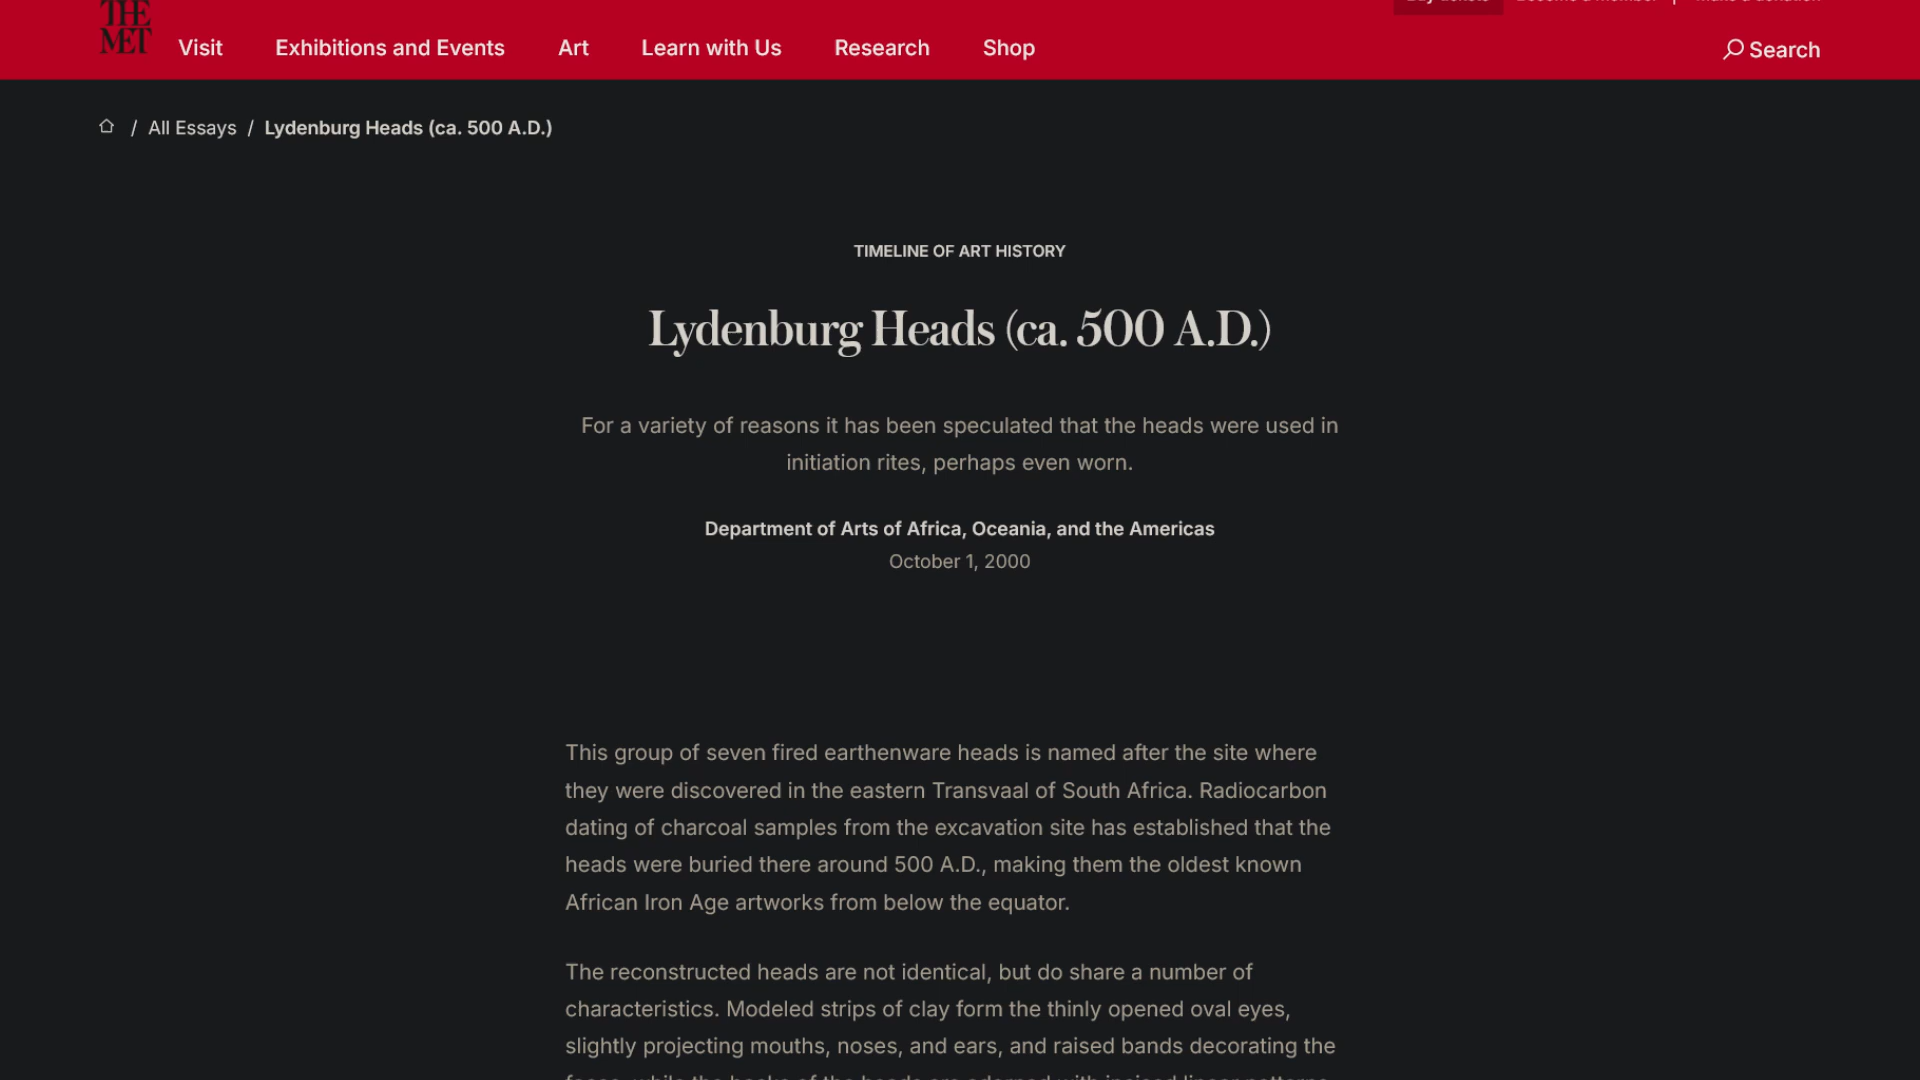 THE
MET
Visit
Exhibitions and Events
Art
Learn with Us
Research
Shop
Search
/ All Essays / Lydenburg Heads (ca. 500 A.D.)
TIMELINE OF ART HISTORY
Lydenburg Heads (ca. 500 A.D.)
For a variety of reasons it has been speculated that the heads were used in
initiation rites, perhaps even worn.
Department of Arts of Africa, Oceania, and the Americas
October 1, 2000
This group of seven fired earthenware heads is named after the site where
they were discovered in the eastern Transvaal of South Africa. Radiocarbon
dating of charcoal samples from the excavation site has established that the
heads were buried there around 500 A.D., making them the oldest known
African Iron Age artworks from below the equator.
The reconstructed heads are not identical, but do share a number of
characteristics. Modeled strips of clay form the thinly opened oval eyes,
slightly projecting mouths, noses, and ears, and raised bands decorating the